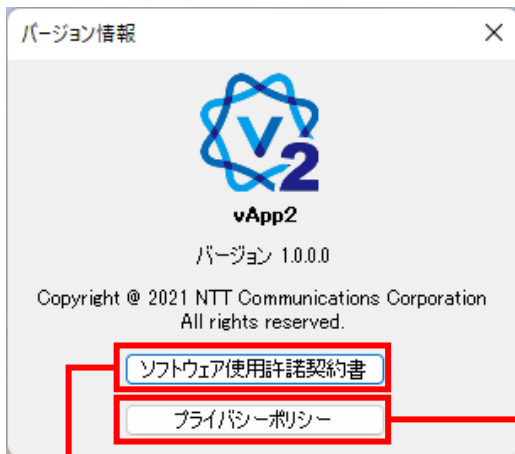 バージョン情報
V2
vApp2
バージョン 1.0.0.0
Copyright @ 2021 NTT Communications Corporation
All rights reserved.
ソフトウェア使用許諾契約書
プライバシーポリシー